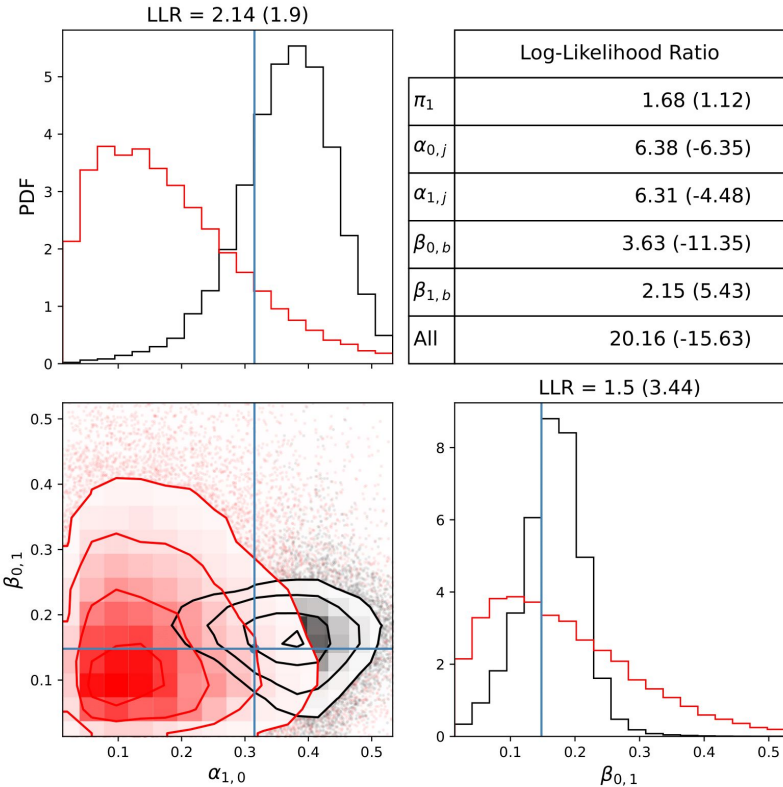 LLR = 2.14 (1.9)
PDF
5
4
3
2
1
0
Log-Likelihood Ratio
π₁ 1.68 (1.12)
α₀,ⱼ 6.38 (-6.35)
α₁,ⱼ 6.31 (-4.48)
β₀,b 3.63 (-11.35)
β₁,b 2.15 (5.43)
All 20.16 (-15.63)
β₀,₁
0.5
0.4
0.3
0.2
0.1
0.1 0.2 0.3 0.4 0.5
α₁,₀
LLR = 1.5 (3.44)
8
6
4
2
0
0.1 0.2 0.3 0.4 0.5
β₀,₁